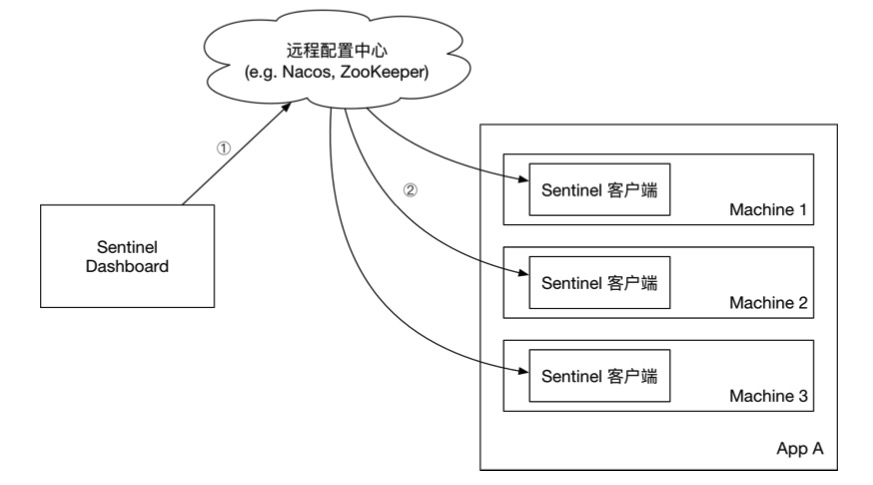 远程配置中心
(e.g. Nacos, ZooKeeper)
①
②
Sentinel
Dashboard
Sentinel 客户端
Machine 1
Sentinel 客户端
Machine 2
Sentinel 客户端
Machine 3
App A